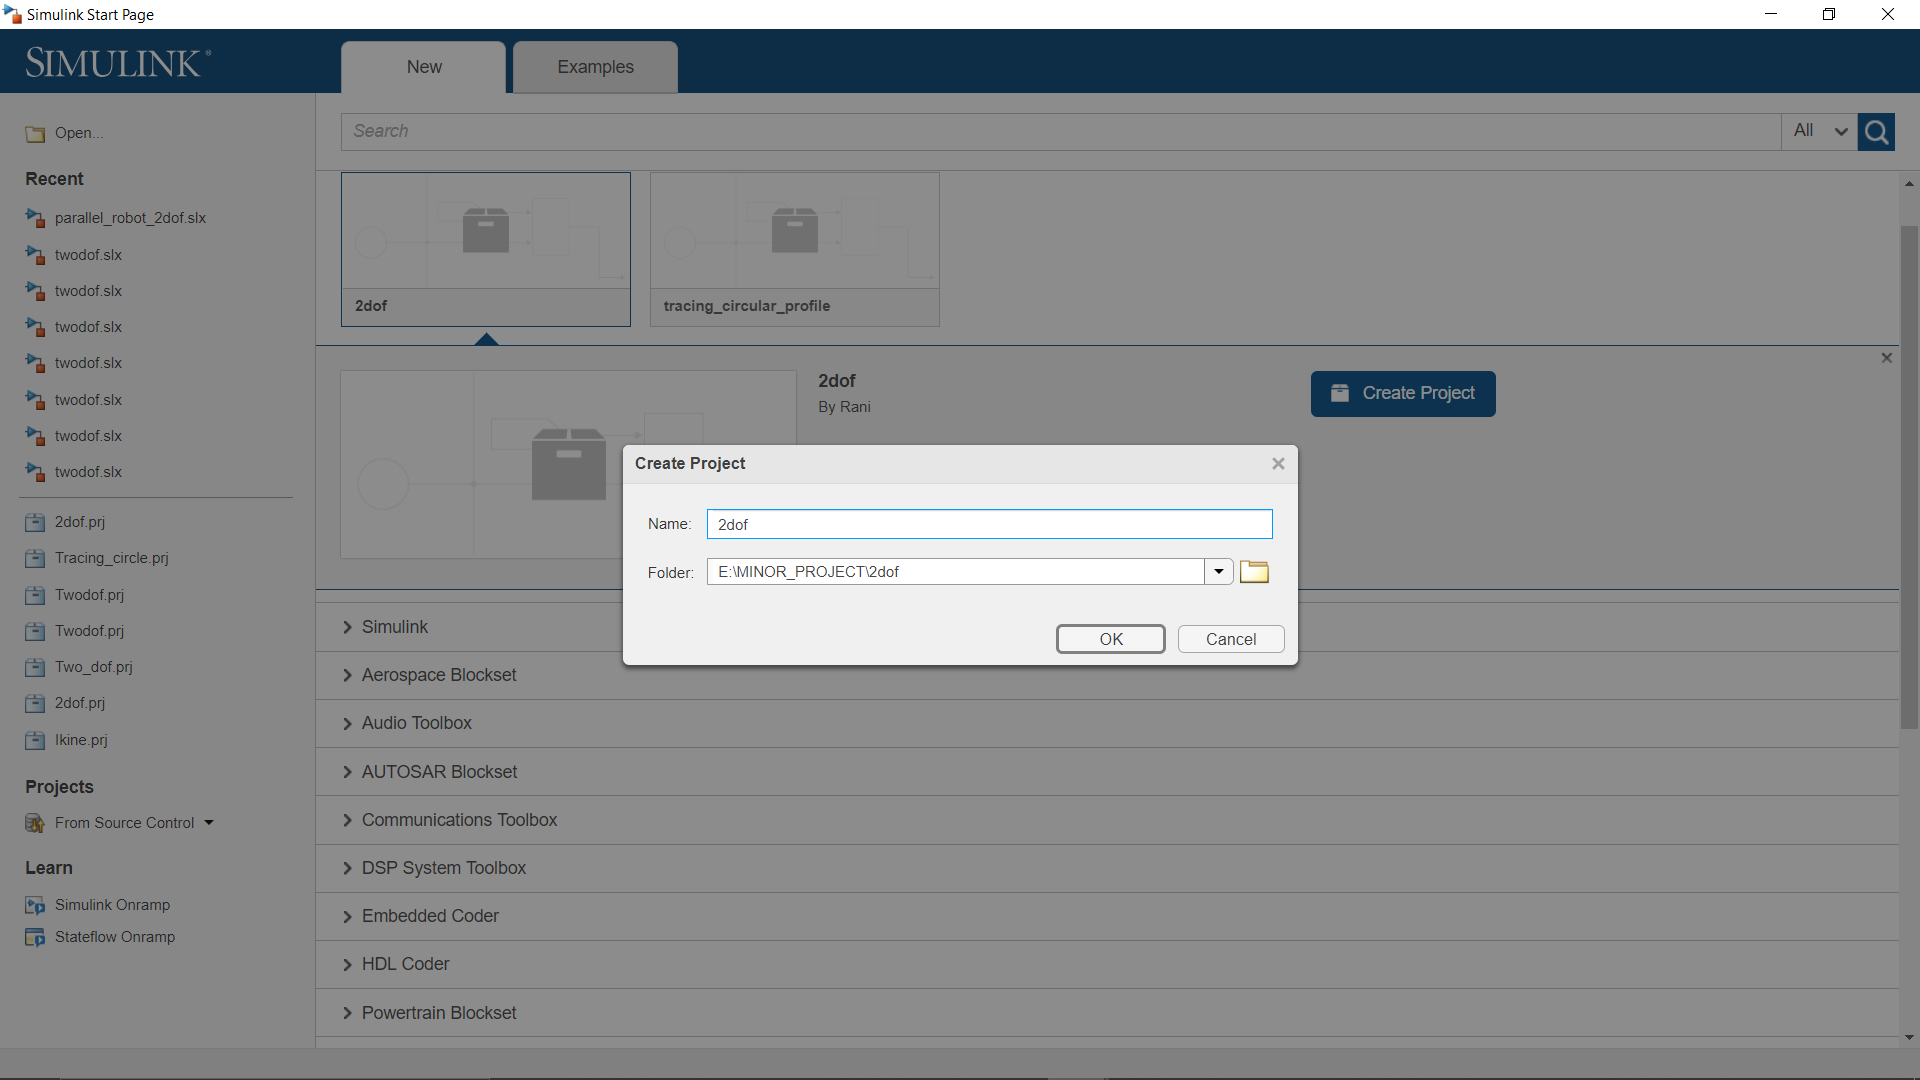 Simulink Start Page
SIMULINK®
New
Examples
Open...
Recent
parallel_robot_2dof.slx
twodof.slx
twodof.slx
twodof.slx
twodof.slx
twodof.slx
twodof.slx
twodof.slx
2dof.prj
Tracing_circle.prj
Twodof.prj
Twodof.prj
Two_dof.prj
2dof.prj
Ikine.prj
Projects
From Source Control
Learn
Simulink Onramp
Stateflow Onramp
Search
All
2dof
tracing_circular_profile
2dof
By Rani
Create Project
Create Project
Name: 2dof
Folder: E:\MINOR_PROJECT\2dof
OK
Cancel
Simulink
Aerospace Blockset
Audio Toolbox
AUTOSAR Blockset
Communications Toolbox
DSP System Toolbox
Embedded Coder
HDL Coder
Powertrain Blockset